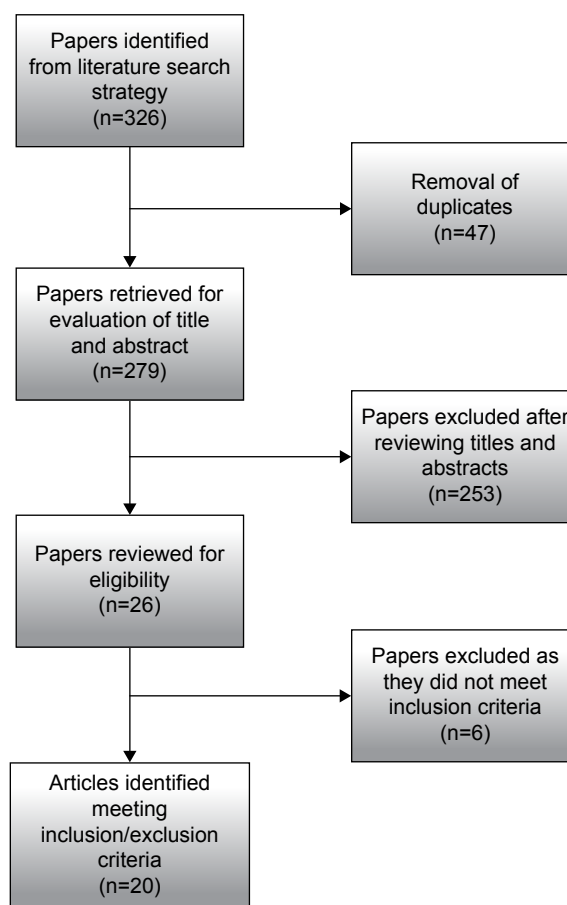 Papers identified
from literature search
strategy
(n=326)
Removal of
duplicates
(n=47)
Papers retrieved for
evaluation of title
and abstract
(n=279)
Papers excluded after
reviewing titles and
abstracts
(n=253)
Papers reviewed for
eligibility
(n=26)
Papers excluded as
they did not meet
inclusion criteria
(n=6)
Articles identified
meeting
inclusion/exclusion
criteria
(n=20)